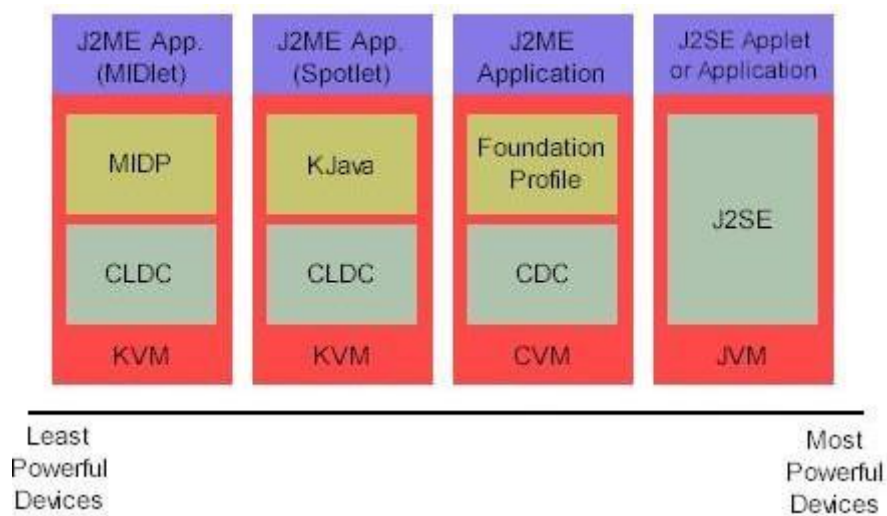 J2ME App.
(MIDlet)
MIDP
CLDC
KVM
J2ME App.
(Spotlet)
KJava
CLDC
KVM
J2ME
Application
Foundation
Profile
CDC
CVM
J2SE Applet
or Application
J2SE
JVM
Least
Powerful
Devices
Most
Powerful
Devices